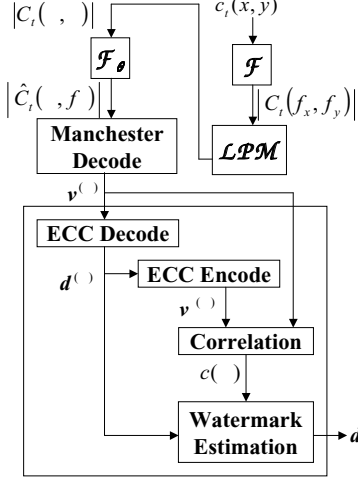 |C_t( , )|
c_t(x, y)
ℱ_θ
ℱ
|Ĉ_t( , f )|
|C_t(f_x, f_y)|
ℒ𝒫ℳ
Manchester
Decode
v^( )
ECC Decode
d^( )
ECC Encode
v^( )
Correlation
c( )
Watermark
Estimation
d